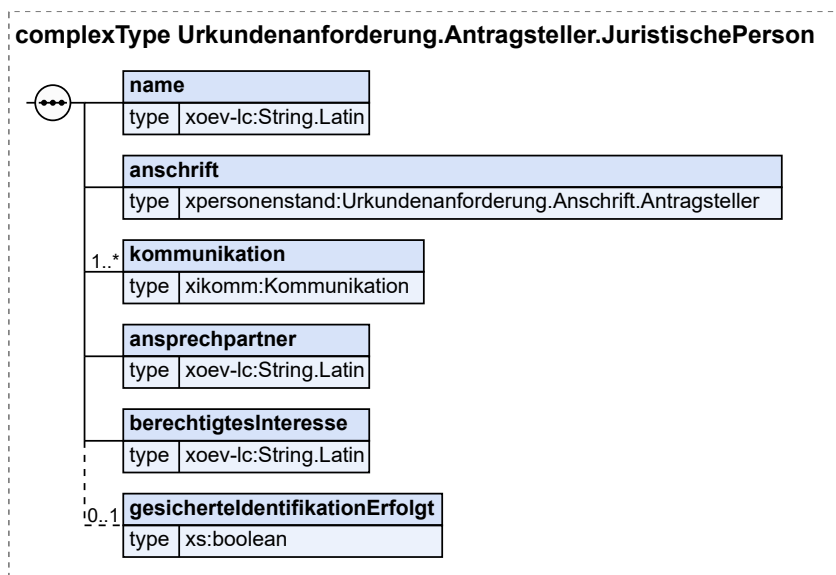 complexType Urkundenanforderung.Antragsteller.JuristischePerson
name
type xoev-lc:String.Latin
anschrift
type xpersonenstand:Urkundenanforderung.Anschrift.Antragsteller
1..* kommunikation
type xikomm:Kommunikation
ansprechpartner
type xoev-lc:String.Latin
berechtigtesInteresse
type xoev-lc:String.Latin
0..1 gesicherteIdentifikationErfolgt
type xs:boolean